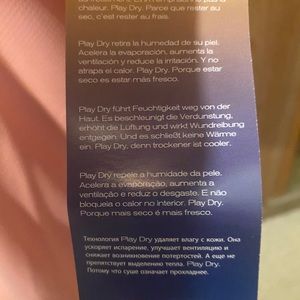 chaleur. Play Dry. Parce que rester au
sec, c'est rester au frais.
Play Dry retira la humedad de su piel.
Acelera la evaporación, aumenta la
ventilación y reduce la irritación. Y no
atrapa el calor. Play Dry. Porque estar
seco es estar más fresco.
Play Dry führt Feuchtigkeit weg von der
Haut. Es beschleunigt die Verdunstung,
erhöht die Lüftung und wirkt Wundreibung
entgegen. Und es schließt keine Wärme
ein. Play Dry, denn trockener ist cooler.
Play Dry repele a humidade da pele.
Acelera a evaporação, aumenta a
ventilação e reduz o desgaste. E não
bloqueia o calor no interior. Play Dry.
Porque mais seco é mais fresco.
Технология Play Dry удаляет влагу с кожи. Она
ускоряет испарение, улучшает вентиляцию и
снижает возникновение потертостей. А еще не
препятствует выделению тепла. Play Dry.
Потому что суше означает прохладнее.